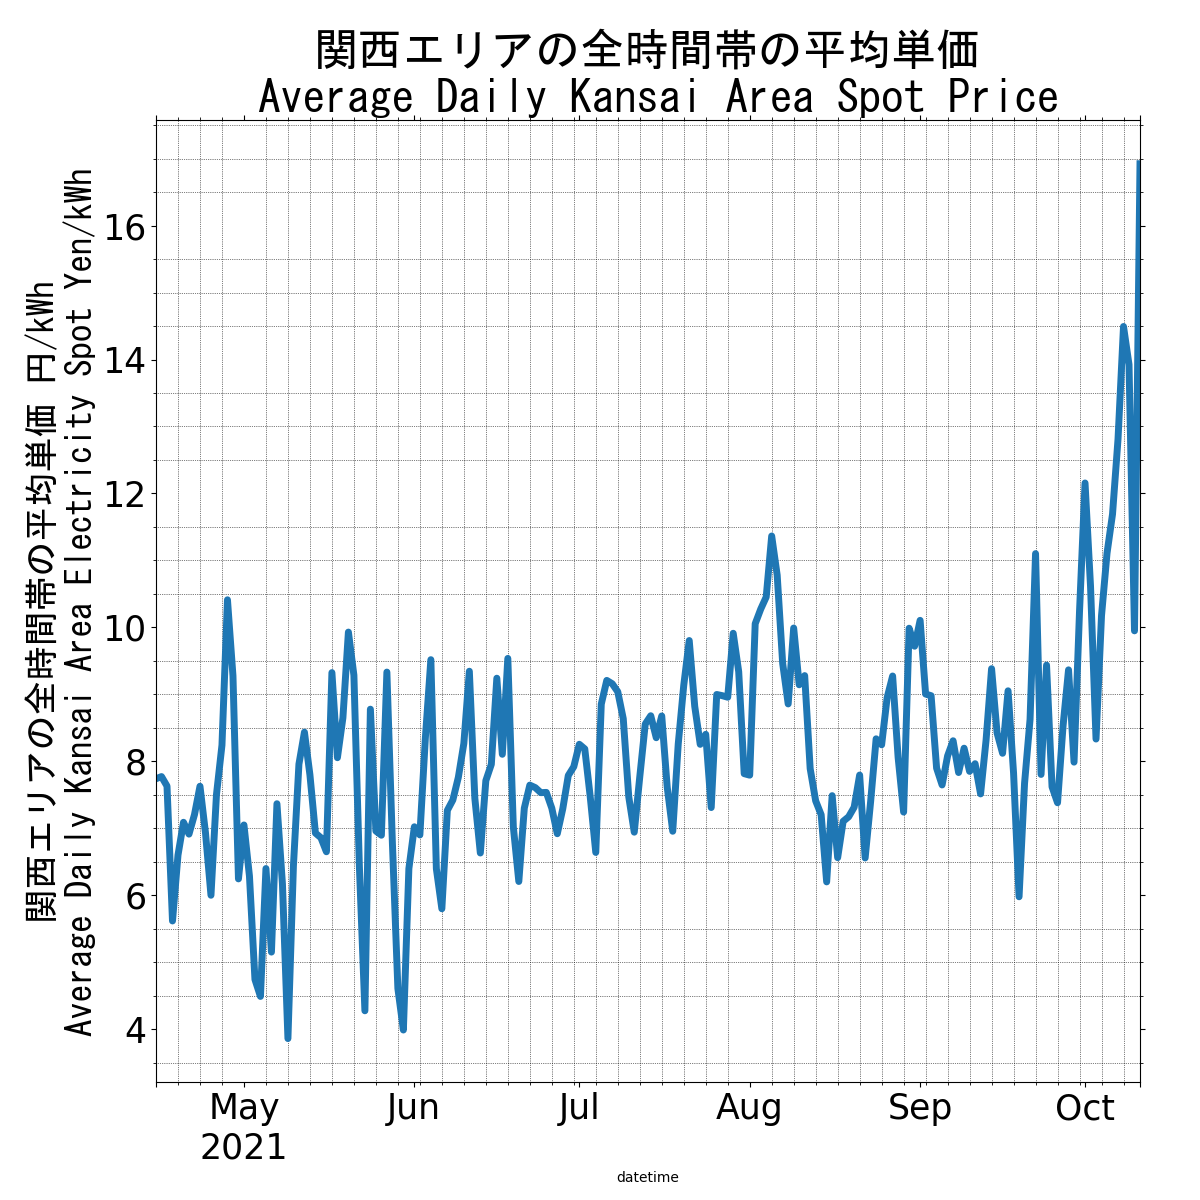 関西エリアの全時間帯の平均単価
Average Daily Kansai Area Spot Price
関西エリアの全時間帯の平均単価 円/kWh
Average Daily Kansai Area Electricity Spot Yen/kWh
16
14
12
10
8
6
4
May
2021
Jun
Jul
Aug
Sep
Oct
datetime